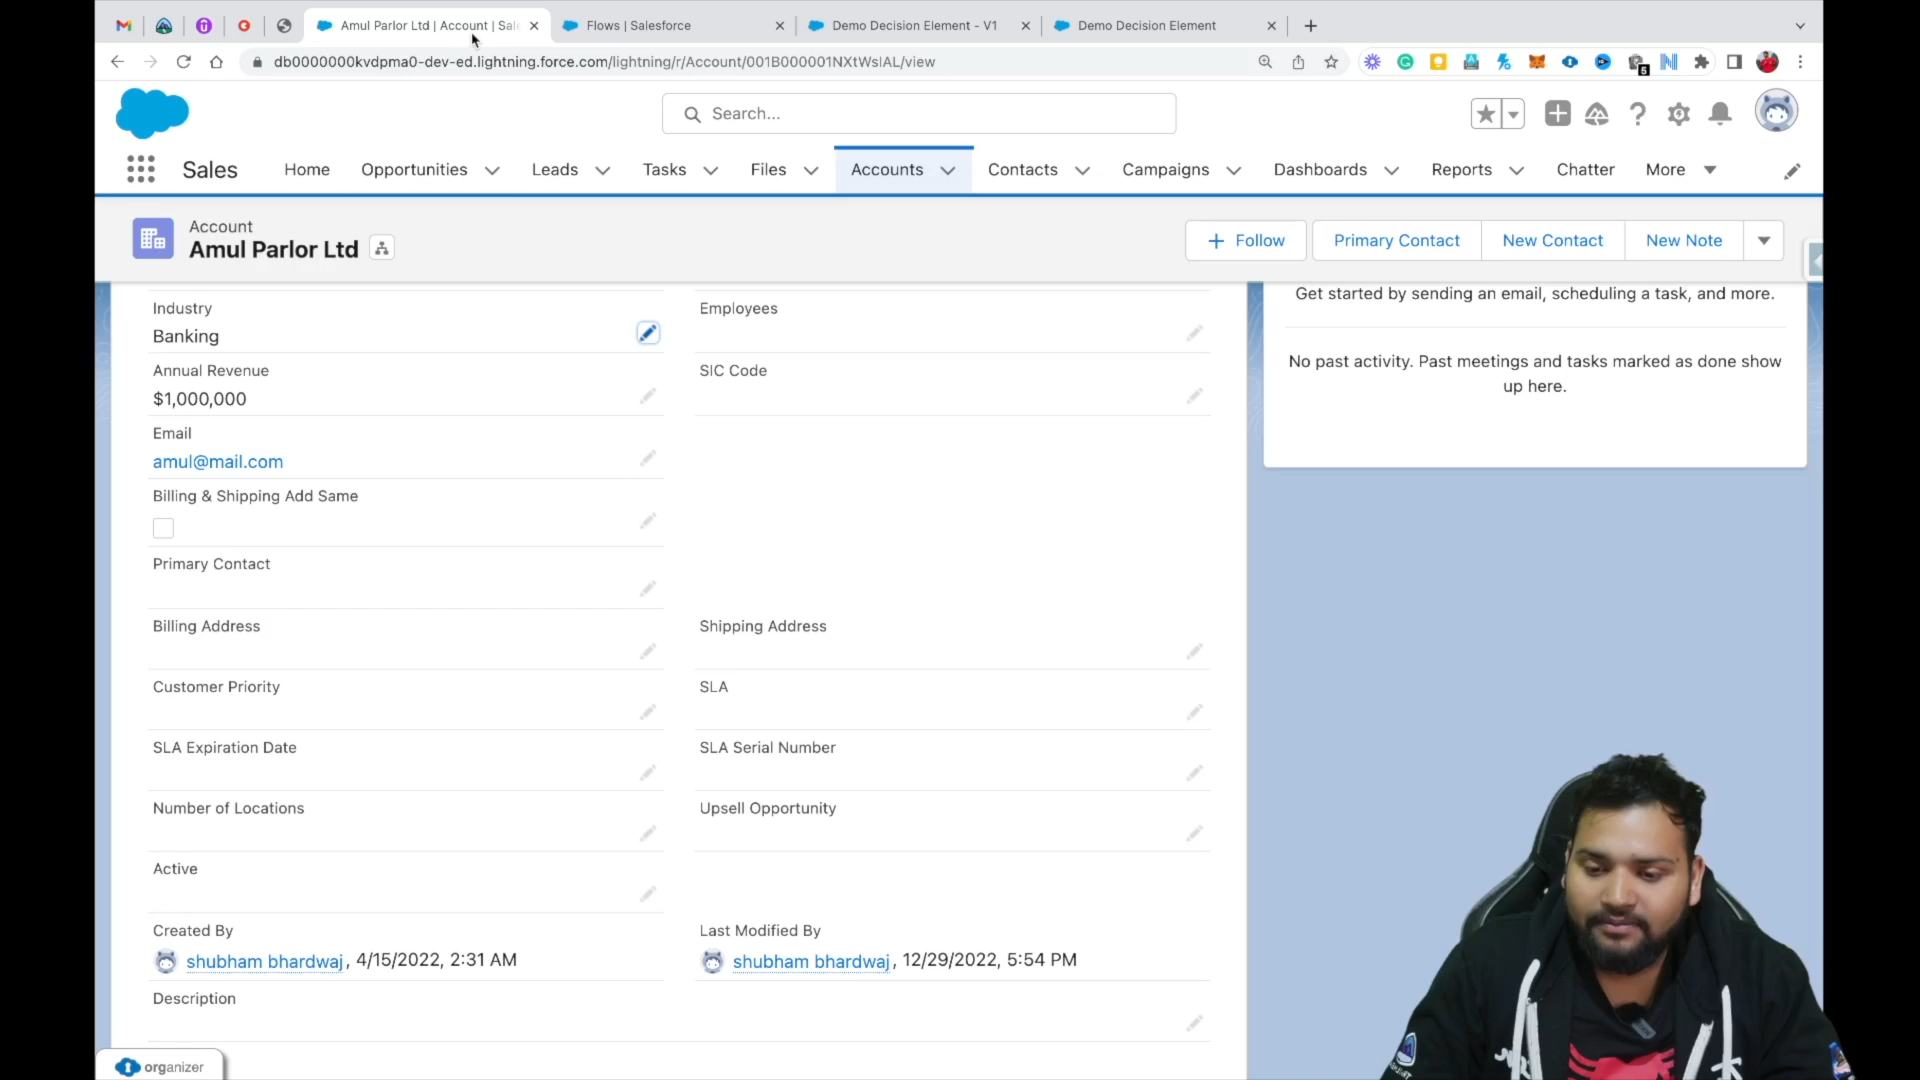 Amul Parlor Ltd | Account | Sal
Flows | Salesforce
Demo Decision Element - V1
Demo Decision Element
db0000000kvdpma0-dev-ed.lightning.force.com/lightning/r/Account/001B000001NXtWsIAL/view
5
Search...
Sales
Home
Opportunities
Leads
Tasks
Files
Accounts
Contacts
Campaigns
Dashboards
Reports
Chatter
More
Account
Amul Parlor Ltd
Follow
Primary Contact
New Contact
New Note
Industry
Banking
Employees
Annual Revenue
$1,000,000
SIC Code
Email
amul@mail.com
Billing & Shipping Add Same
Primary Contact
Billing Address
Shipping Address
Customer Priority
SLA
SLA Expiration Date
SLA Serial Number
Number of Locations
Upsell Opportunity
Active
Created By
shubham bhardwaj, 4/15/2022, 2:31 AM
Last Modified By
shubham bhardwaj, 12/29/2022, 5:54 PM
Description
Get started by sending an email, scheduling a task, and more.
No past activity. Past meetings and tasks marked as done show
up here.
organizer